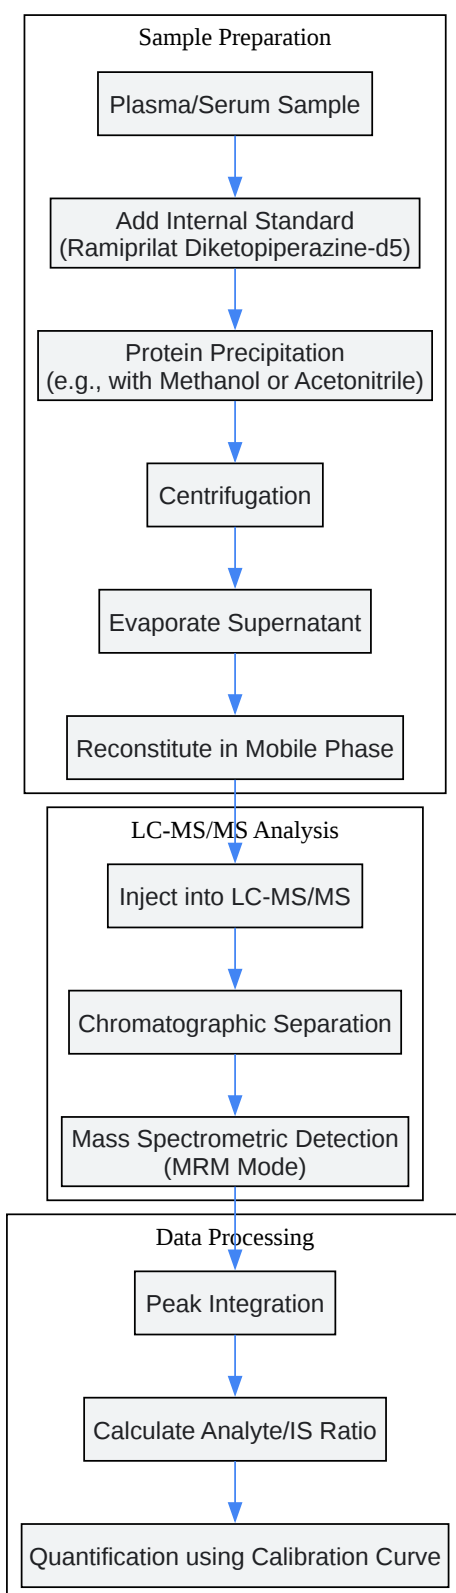 Sample Preparation
Plasma/Serum Sample
Add Internal Standard
(Ramiprilat Diketopiperazine-d5)
Protein Precipitation
(e.g., with Methanol or Acetonitrile)
Centrifugation
Evaporate Supernatant
Reconstitute in Mobile Phase
LC-MS/MS Analysis
Inject into LC-MS/MS
Chromatographic Separation
Mass Spectrometric Detection
(MRM Mode)
Data Processing
Peak Integration
Calculate Analyte/IS Ratio
Quantification using Calibration Curve